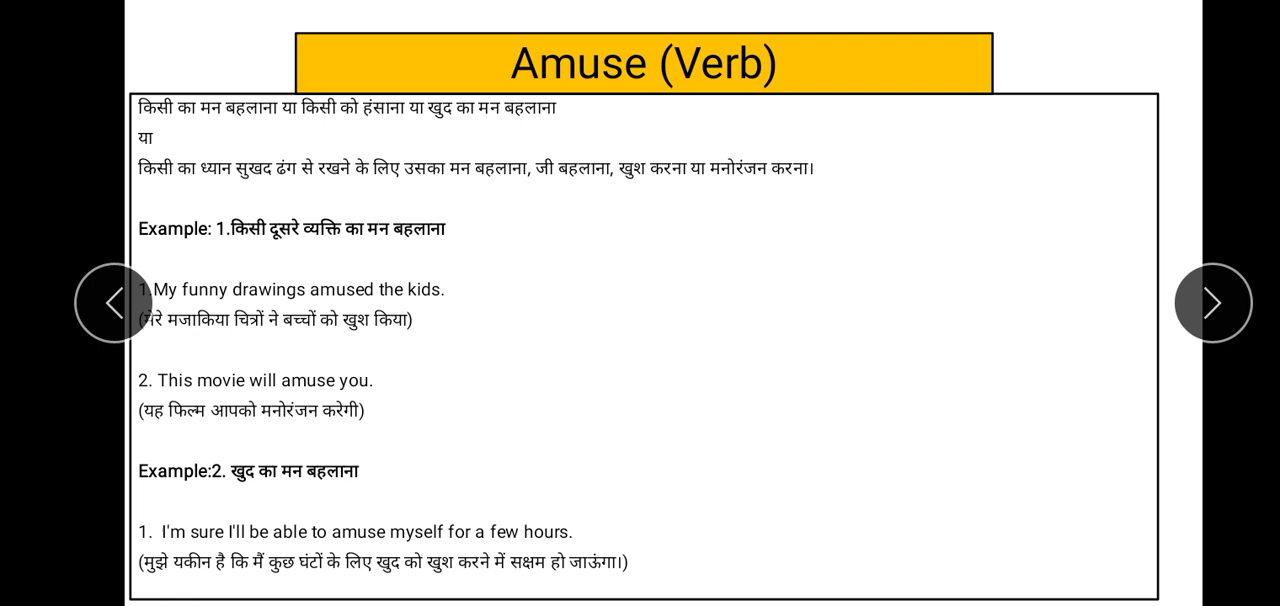 Amuse (Verb)
किसी का मन बहलाना या किसी को हंसाना या खुद का मन बहलाना
या
किसी का ध्यान सुखद ढंग से रखने के लिए उसका मन बहलाना, जी बहलाना, खुश करना या मनोरंजन करना।
Example: 1.किसी दूसरे व्यक्ति का मन बहलाना
1.My funny drawings amused the kids.
(मेरे मजाकिया चित्रों ने बच्चों को खुश किया)
2. This movie will amuse you.
(यह फिल्म आपको मनोरंजन करेगी)
Example:2. खुद का मन बहलाना
1. I'm sure I'll be able to amuse myself for a few hours.
(मुझे यकीन है कि मैं कुछ घंटों के लिए खुद को खुश करने में सक्षम हो जाऊंगा।)